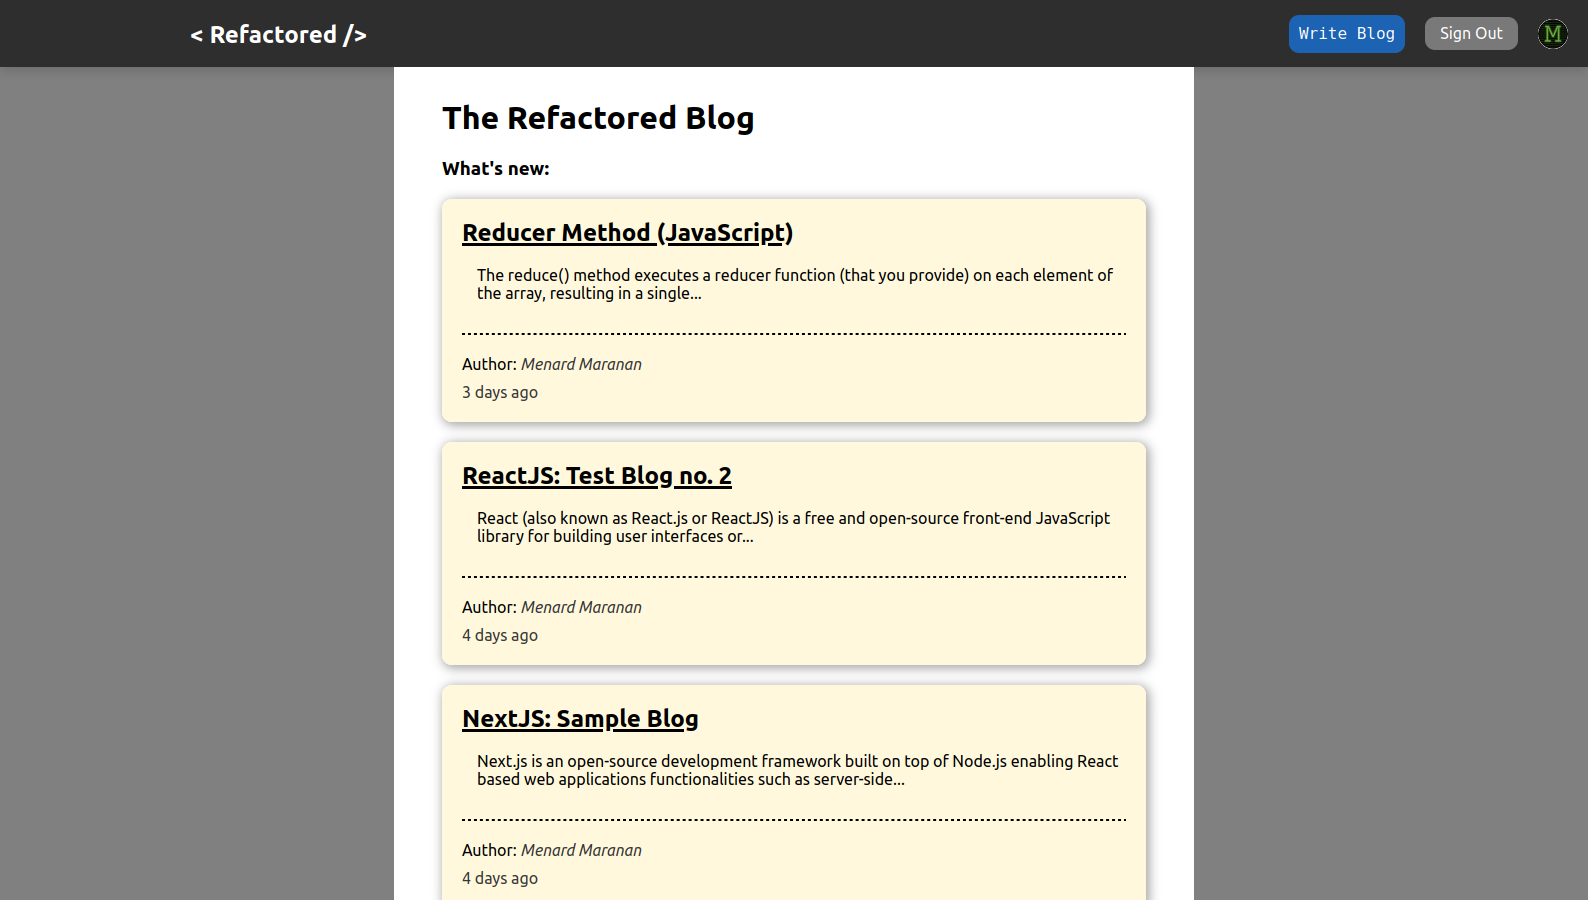 < Refactored />
Write Blog
Sign Out
M
The Refactored Blog
What's new:
Reducer Method (JavaScript)
The reduce() method executes a reducer function (that you provide) on each element of
the array, resulting in a single...
Author: Menard Maranan
3 days ago
ReactJS: Test Blog no. 2
React (also known as React.js or ReactJS) is a free and open-source front-end JavaScript
library for building user interfaces or...
Author: Menard Maranan
4 days ago
NextJS: Sample Blog
Next.js is an open-source development framework built on top of Node.js enabling React
based web applications functionalities such as server-side...
Author: Menard Maranan
4 days ago